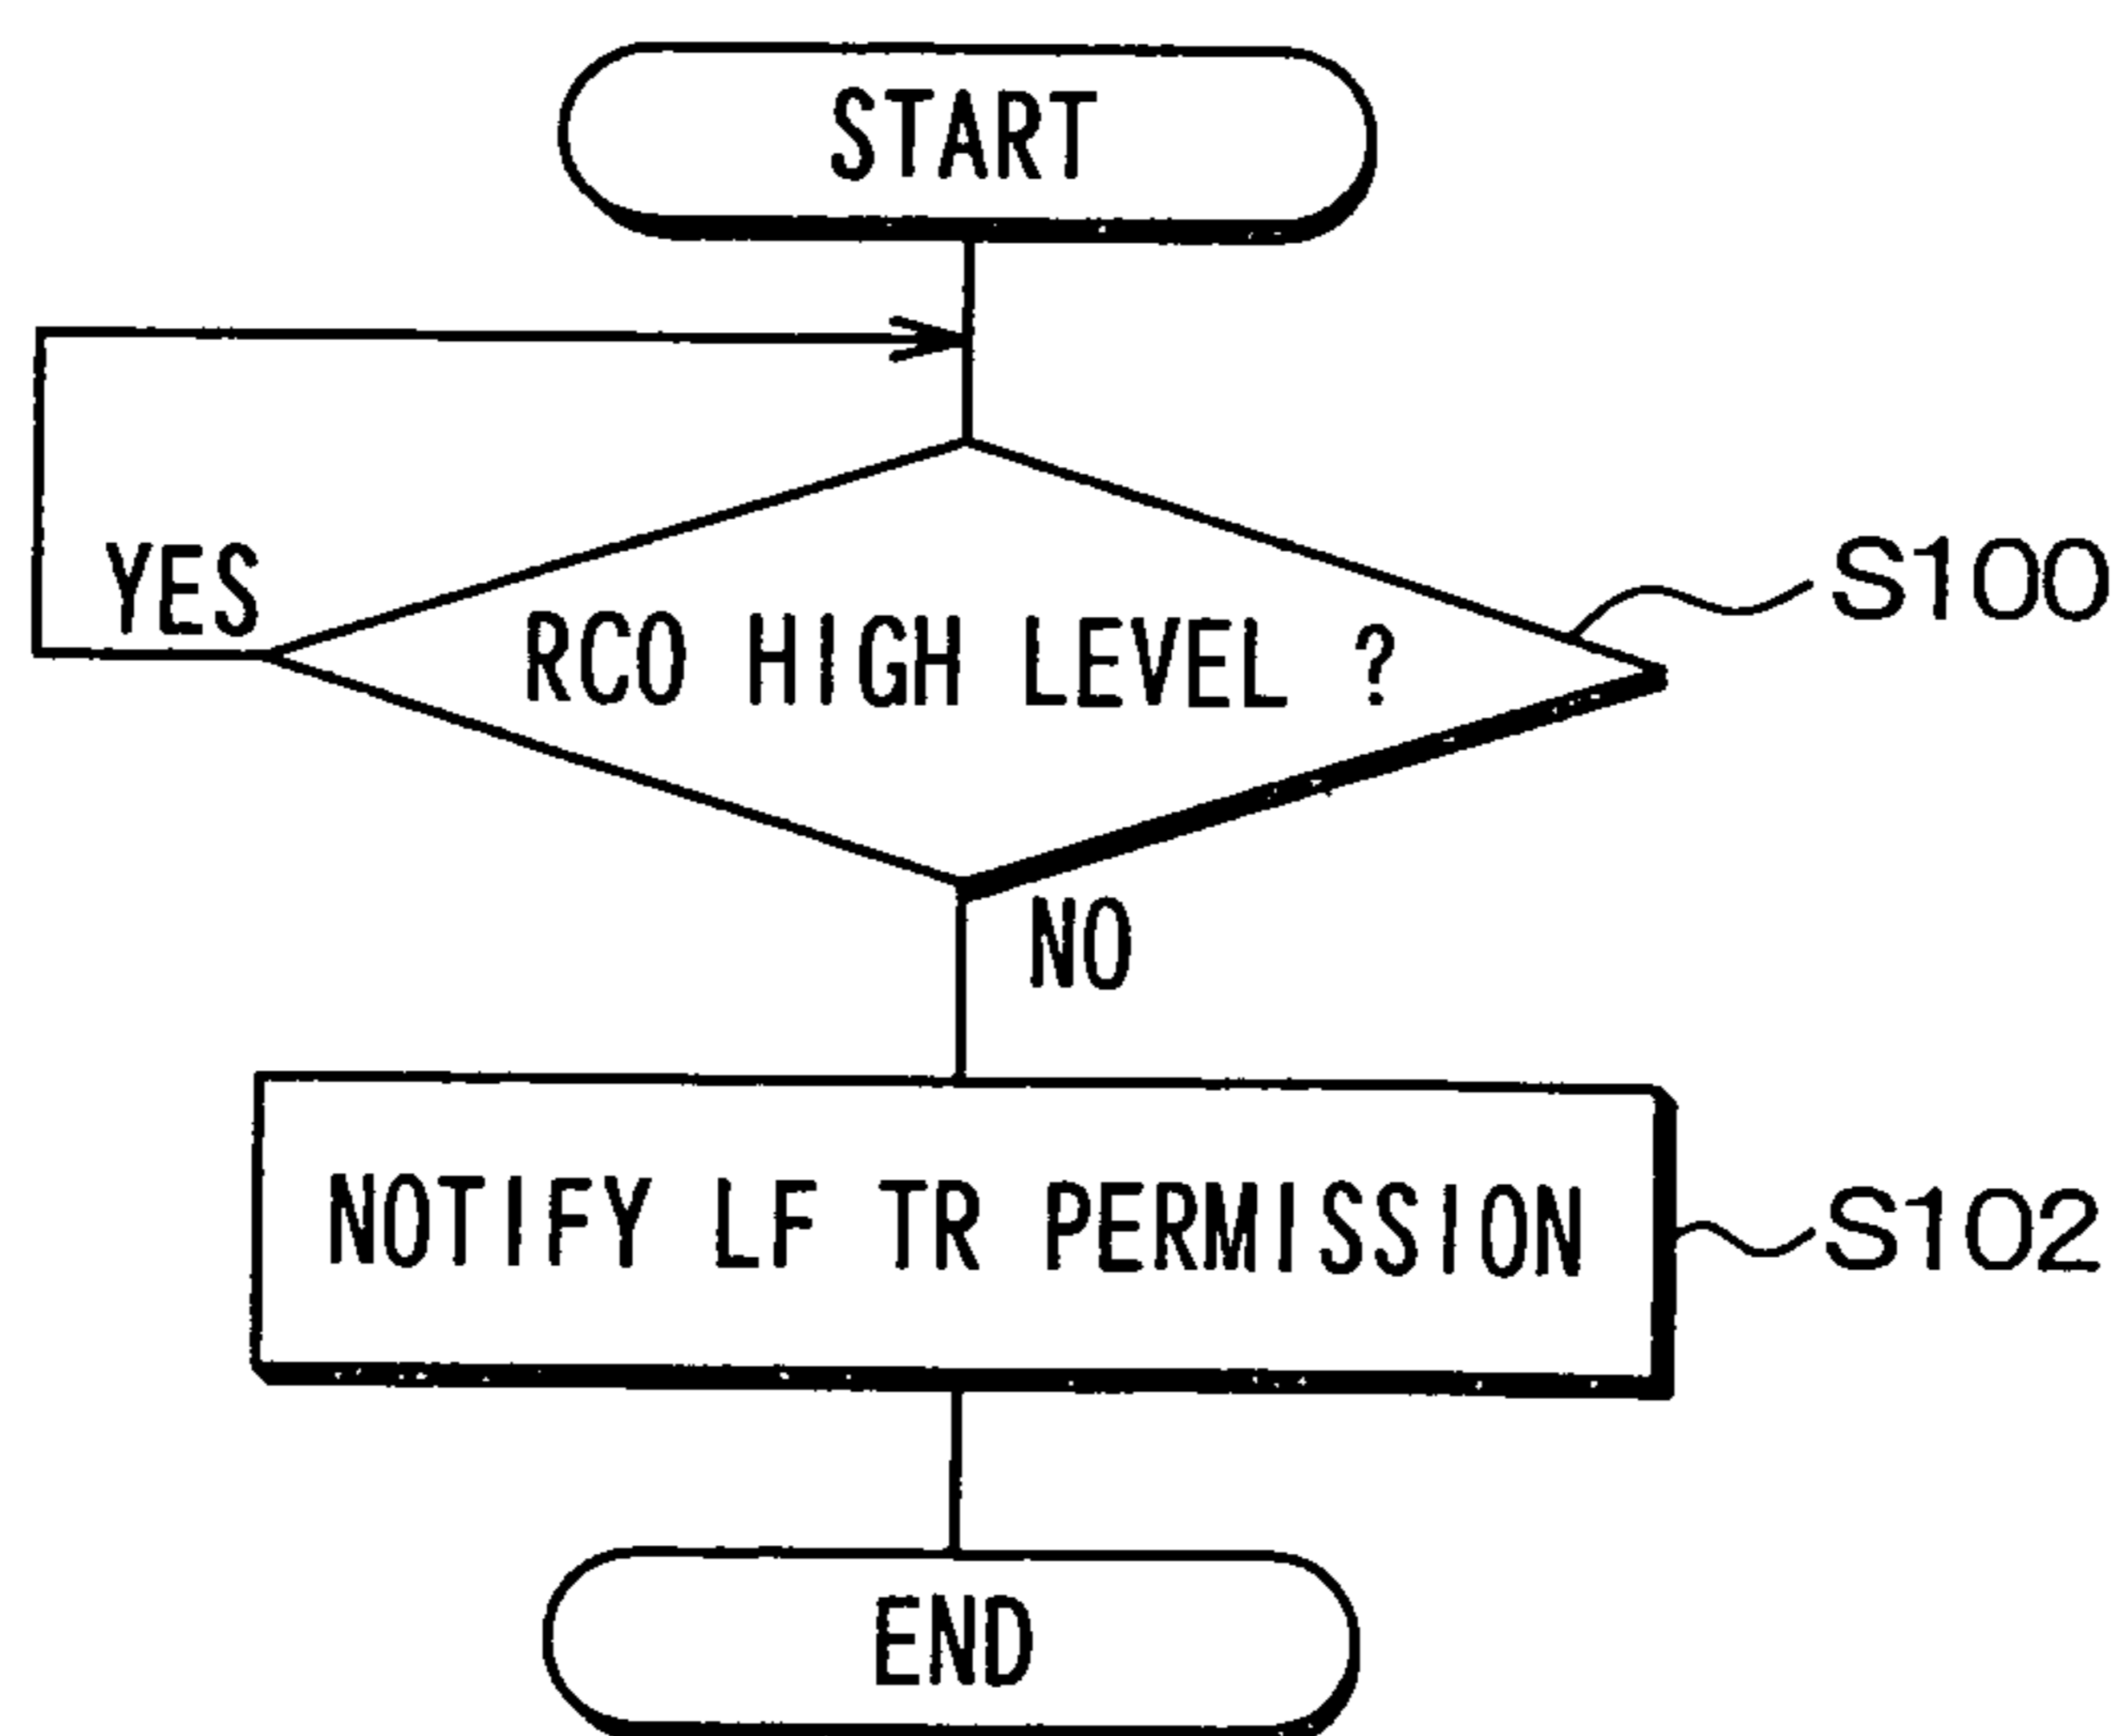 START
YES
RCO HIGH LEVEL ?
S100
NO
NOTIFY LF TR PERMISSION
S102
END